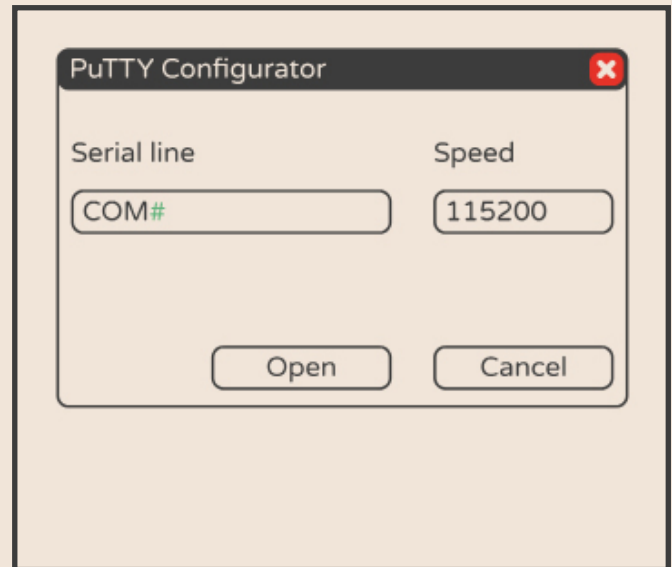 PuTTY Configurator
Serial line Speed
COM# 115200
Open Cancel